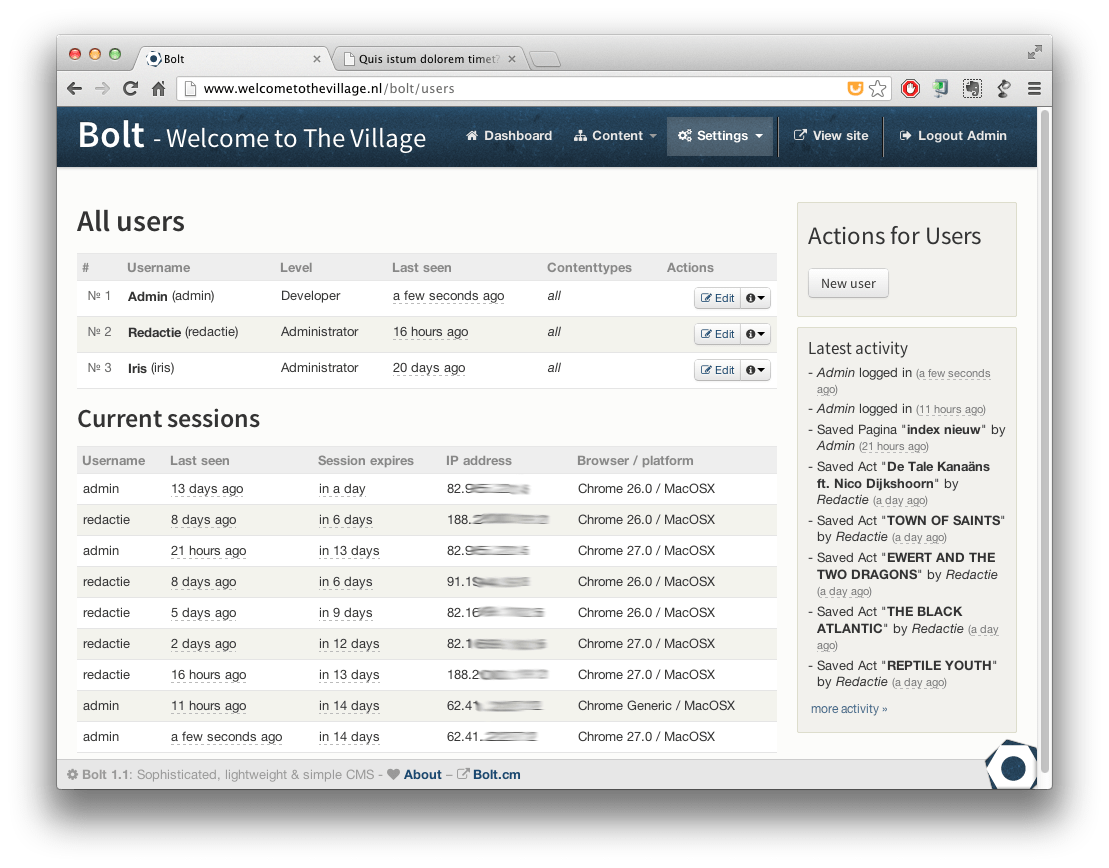 Bolt
Quis istum dolorem timet?
www.welcometothevillage.nl/bolt/users
Bolt - Welcome to The Village
Dashboard
Content
Settings
View site
Logout Admin
All users
# Username Level Last seen Contenttypes Actions
№ 1 Admin (admin) Developer a few seconds ago all Edit
№ 2 Redactie (redactie) Administrator 16 hours ago all Edit
№ 3 Iris (iris) Administrator 20 days ago all Edit
Current sessions
Username Last seen Session expires IP address Browser / platform
admin 13 days ago in a day 82.9 Chrome 26.0 / MacOSX
redactie 8 days ago in 6 days 188. Chrome 26.0 / MacOSX
admin 21 hours ago in 13 days 82.9 Chrome 27.0 / MacOSX
redactie 8 days ago in 6 days 91.1 Chrome 26.0 / MacOSX
redactie 5 days ago in 9 days 82.16 Chrome 26.0 / MacOSX
redactie 2 days ago in 12 days 82.1 Chrome 27.0 / MacOSX
redactie 16 hours ago in 13 days 188.2 Chrome 27.0 / MacOSX
admin 11 hours ago in 14 days 62.41 Chrome Generic / MacOSX
admin a few seconds ago in 14 days 62.41. Chrome 27.0 / MacOSX
Actions for Users
New user
Latest activity
- Admin logged in (a few seconds
ago)
- Admin logged in (11 hours ago)
- Saved Pagina "index nieuw" by
Admin (21 hours ago)
- Saved Act "De Tale Kanaäns
ft. Nico Dijkshoorn" by
Redactie (a day ago)
- Saved Act "TOWN OF SAINTS"
by Redactie (a day ago)
- Saved Act "EWERT AND THE
TWO DRAGONS" by Redactie
(a day ago)
- Saved Act "THE BLACK
ATLANTIC" by Redactie (a day
ago)
- Saved Act "REPTILE YOUTH"
by Redactie (a day ago)
more activity »
Bolt 1.1: Sophisticated, lightweight & simple CMS - About – Bolt.cm